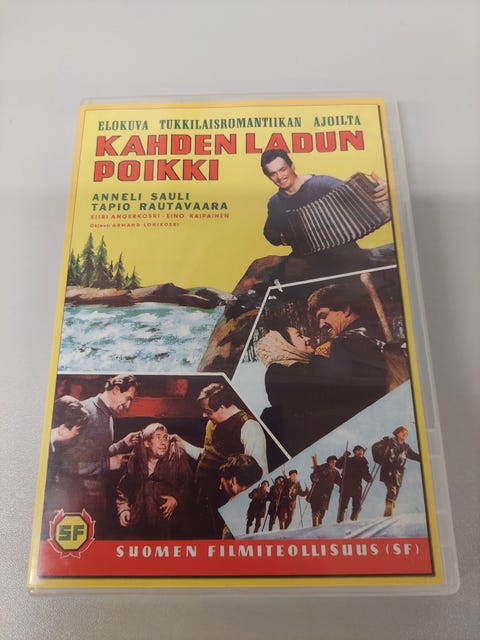 ELOKUVA TUKKILAISROMANTIIKAN AJOILTA
KAHDEN LADUN
POIKKI
ANNELI SAULI
TAPIO RAUTAVAARA
SIIRI ANGERKOSKI - EINO KAIPAINEN
Ohjaus: ARMAND LOHIKOSKI
SF
SUOMEN FILMITEOLLISUUS (SF)